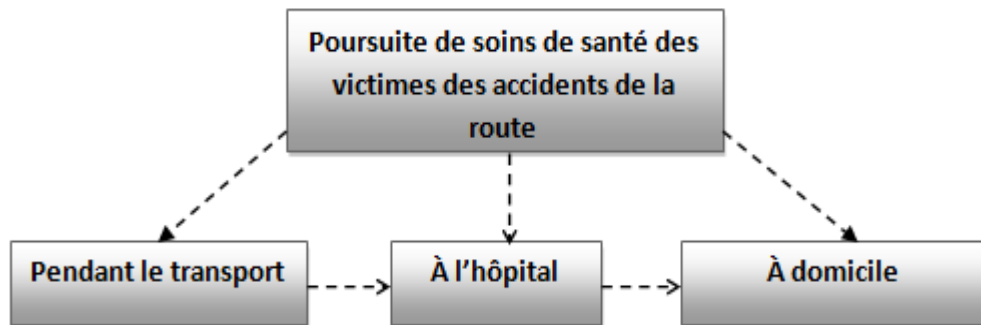 Poursuite de soins de santé des
victimes des accidents de la
route
Pendant le transport
À l’hôpital
À domicile